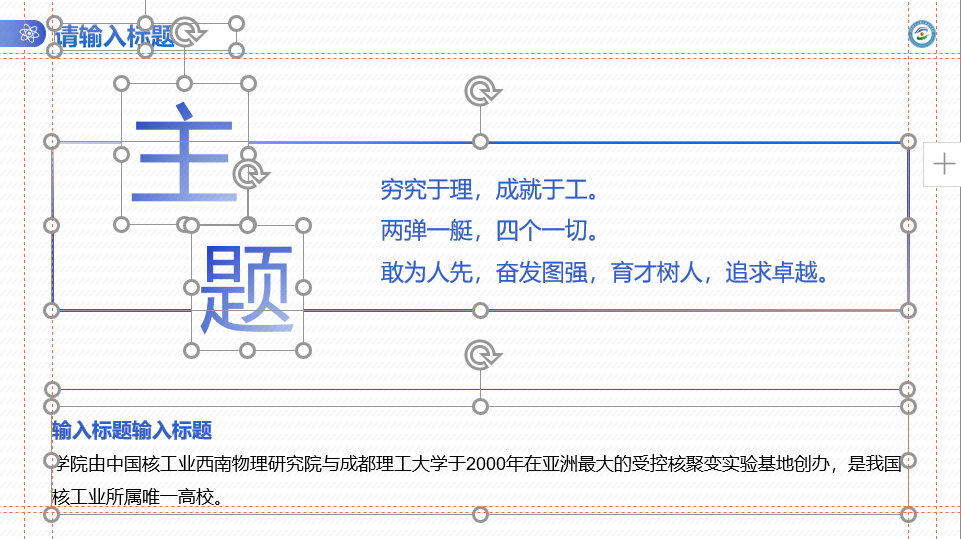 请输入标题
主
题
穷究于理，成就于工。
两弹一艇，四个一切。
敢为人先，奋发图强，育才树人，追求卓越。
输入标题输入标题
学院由中国核工业西南物理研究院与成都理工大学于2000年在亚洲最大的受控核聚变实验基地创办，是我国
核工业所属唯一高校。